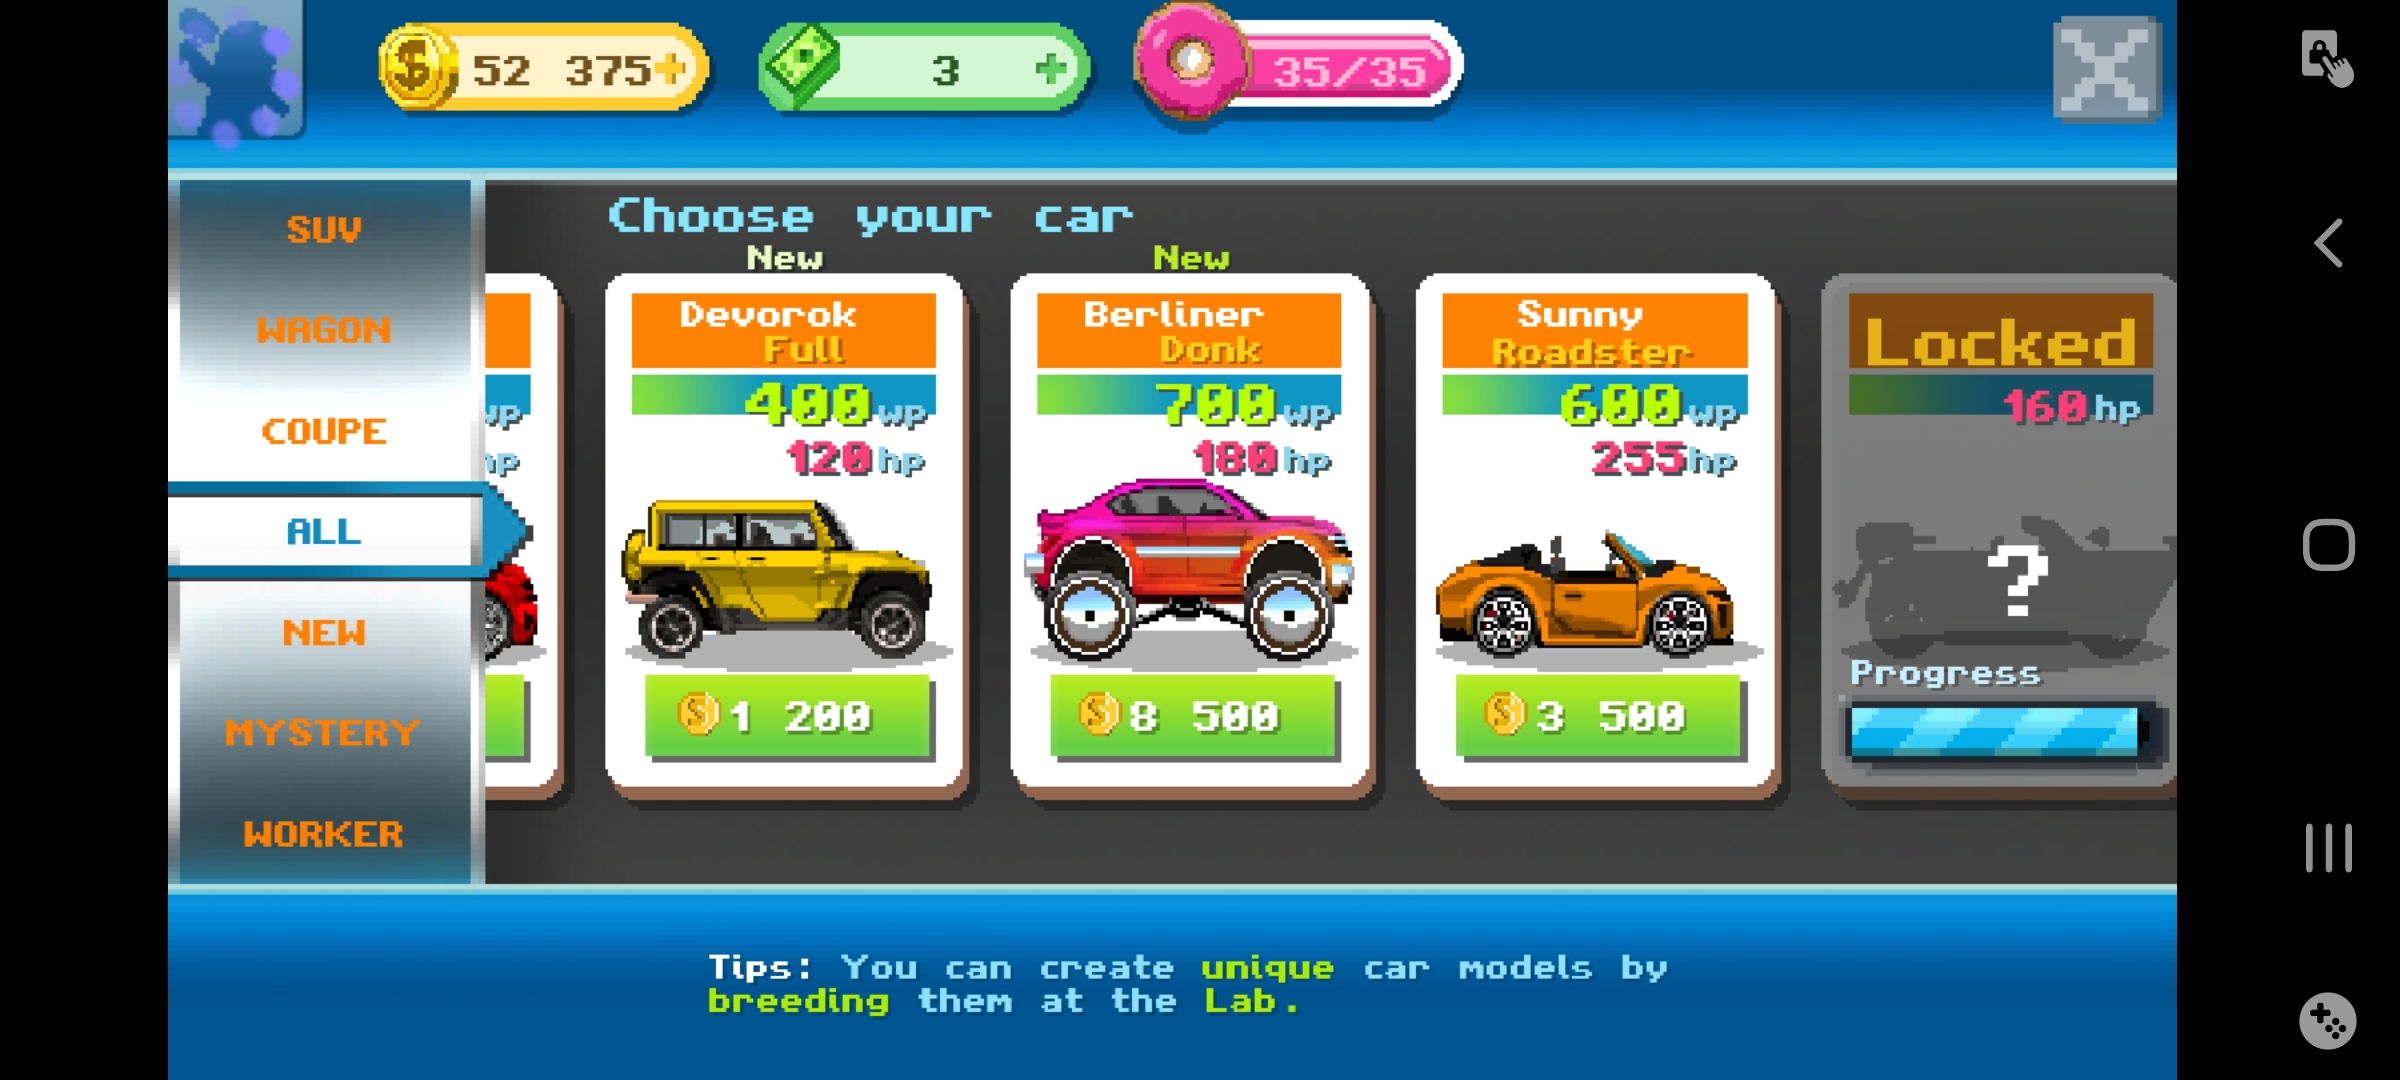 52 375
3
35/35
SUV
WAGON
COUPE
ALL
NEW
MYSTERY
WORKER
Choose your car
wp
hp
New
Devorok
Full
400 wp
120 hp
1 200
New
Berliner
Donk
700 wp
180 hp
8 500
Sunny
Roadster
600 wp
255 hp
3 500
Locked
160 hp
?
Progress
Tips: You can create unique car models by
breeding them at the Lab.